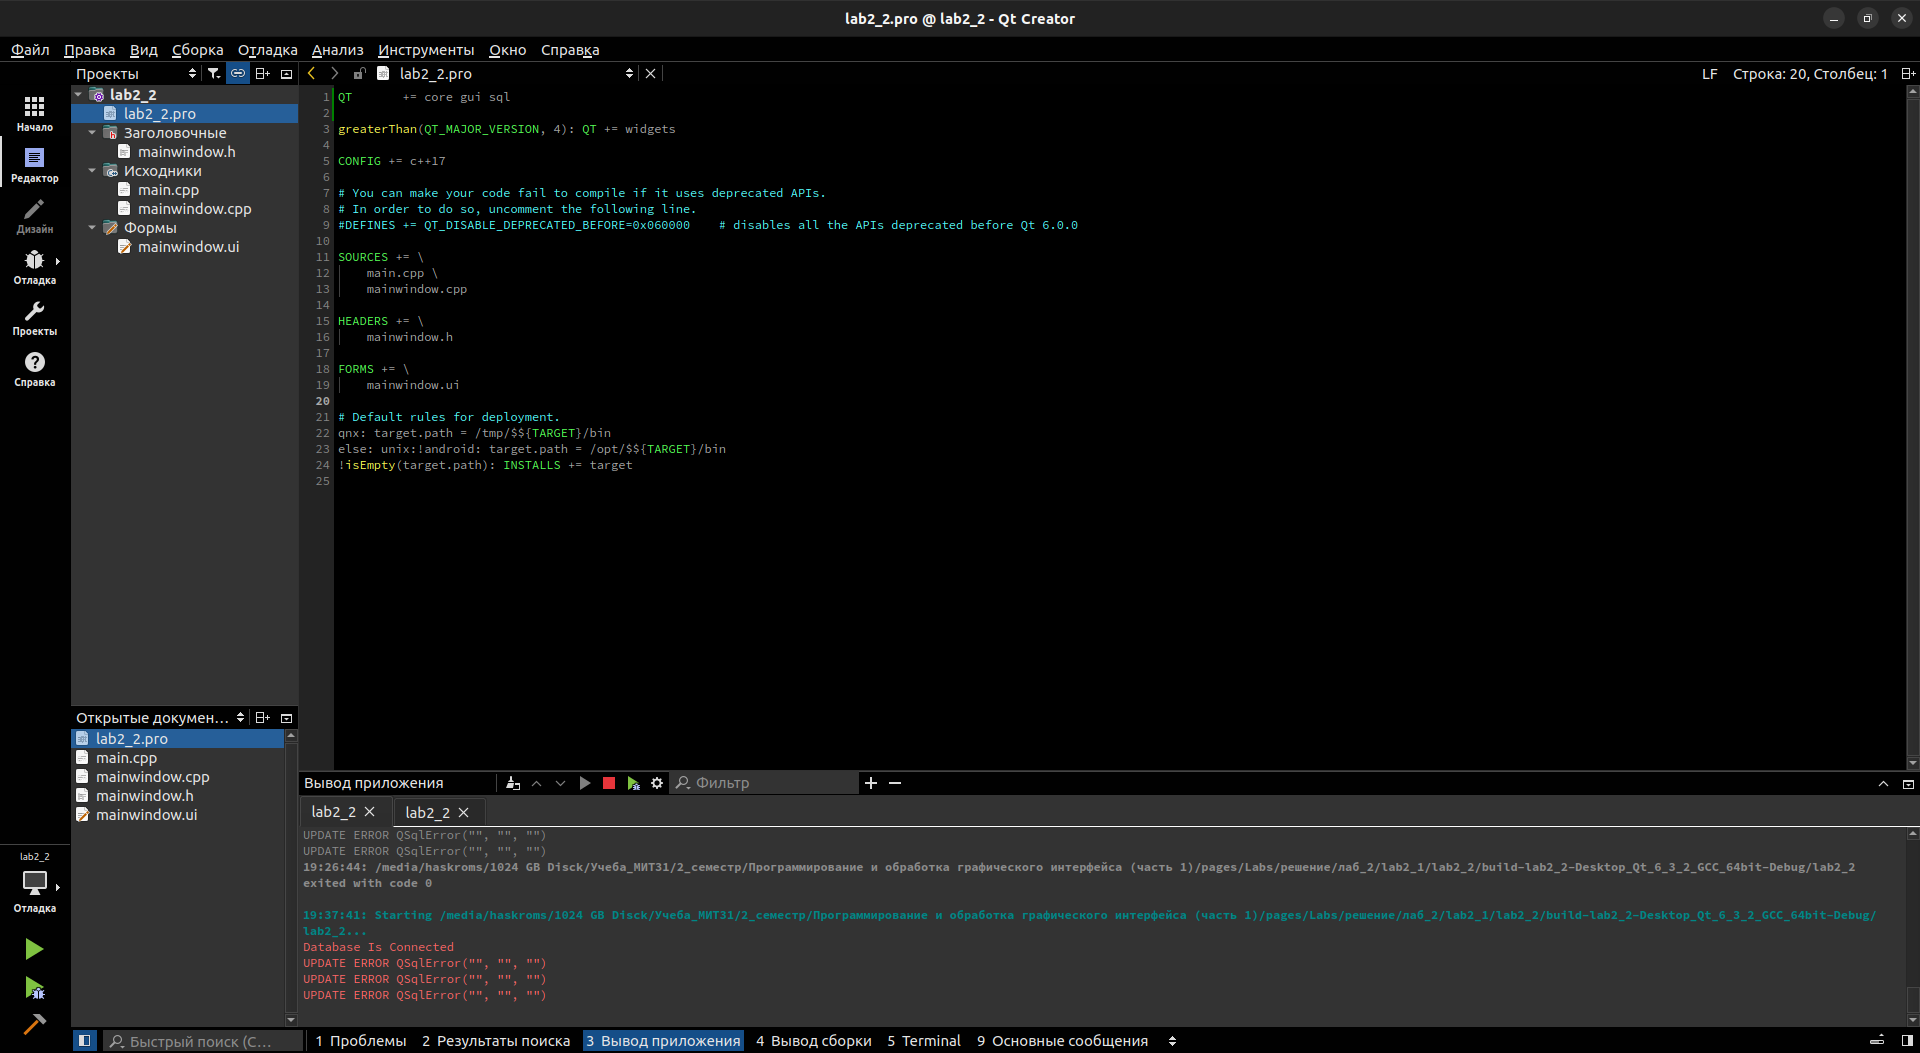 lab2_2.pro @ lab2_2 - Qt Creator
Файл Правка Вид Сборка Отладка Анализ Инструменты Окно Справка
Проекты
lab2_2.pro
LF Строка: 20, Столбец: 1
Начало
Редактор
Дизайн
Отладка
Проекты
Справка
lab2_2
lab2_2.pro
Заголовочные
mainwindow.h
Исходники
main.cpp
mainwindow.cpp
Формы
mainwindow.ui
1 QT       += core gui sql
2
3 greaterThan(QT_MAJOR_VERSION, 4): QT += widgets
4
5 CONFIG += c++17
6
7 # You can make your code fail to compile if it uses deprecated APIs.
8 # In order to do so, uncomment the following line.
9 #DEFINES += QT_DISABLE_DEPRECATED_BEFORE=0x060000    # disables all the APIs deprecated before Qt 6.0.0
10
11 SOURCES += \
12     main.cpp \
13     mainwindow.cpp
14
15 HEADERS += \
16     mainwindow.h
17
18 FORMS += \
19     mainwindow.ui
20
21 # Default rules for deployment.
22 qnx: target.path = /tmp/$${TARGET}/bin
23 else: unix:!android: target.path = /opt/$${TARGET}/bin
24 !isEmpty(target.path): INSTALLS += target
25
Открытые докумен...
lab2_2.pro
main.cpp
mainwindow.cpp
mainwindow.h
mainwindow.ui
lab2_2
Отладка
Вывод приложения
Фильтр
lab2_2
lab2_2
UPDATE ERROR QSqlError("", "", "")
UPDATE ERROR QSqlError("", "", "")
19:26:44: /media/haskroms/1024 GB Disck/Учеба_МИТ31/2_семестр/Программирование и обработка графического интерфейса (часть 1)/pages/Labs/решение/лаб_2/lab2_1/lab2_2/build-lab2_2-Desktop_Qt_6_3_2_GCC_64bit-Debug/lab2_2
exited with code 0
19:37:41: Starting /media/haskroms/1024 GB Disck/Учеба_МИТ31/2_семестр/Программирование и обработка графического интерфейса (часть 1)/pages/Labs/решение/лаб_2/lab2_1/lab2_2/build-lab2_2-Desktop_Qt_6_3_2_GCC_64bit-Debug/
lab2_2...
Database Is Connected
UPDATE ERROR QSqlError("", "", "")
UPDATE ERROR QSqlError("", "", "")
UPDATE ERROR QSqlError("", "", "")
Быстрый поиск (C...
1 Проблемы 2 Результаты поиска 3 Вывод приложения 4 Вывод сборки 5 Terminal 9 Основные сообщения